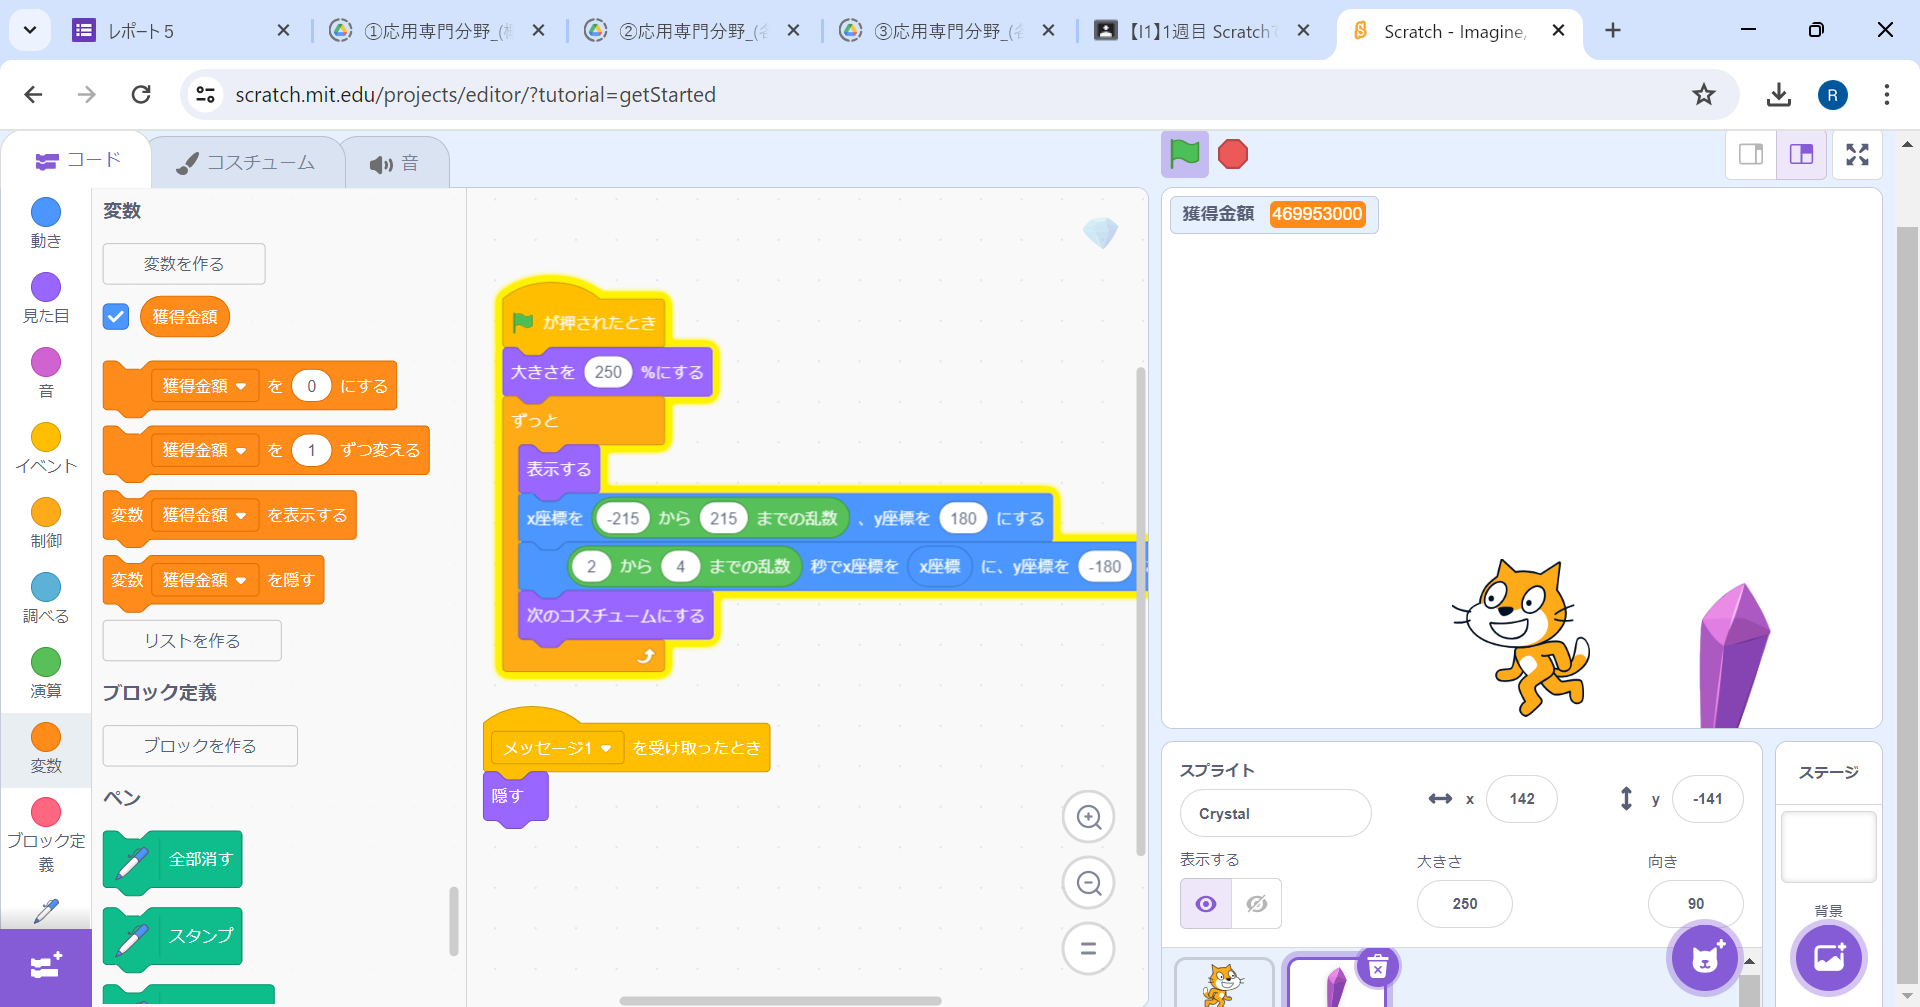 レポート5
①応用専門分野_(
②応用専門分野_(
③応用専門分野_(
【I1】1週目 Scratch
Scratch - Imagine,
scratch.mit.edu/projects/editor/?tutorial=getStarted
R
コード
コスチューム
音
動き
見た目
音
イベント
制御
調べる
演算
変数
ブロック定
義
変数
変数を作る
獲得金額
獲得金額 を 0 にする
獲得金額 を 1 ずつ変える
変数 獲得金額 を表示する
変数 獲得金額 を隠す
リストを作る
ブロック定義
ブロックを作る
ペン
全部消す
スタンプ
が押されたとき
大きさを 250 %にする
ずっと
表示する
x座標を -215 から 215 までの乱数 、y座標を 180 にする
2 から 4 までの乱数 秒でx座標を x座標 に、y座標を -180
次のコスチュームにする
メッセージ1 を受け取ったとき
隠す
獲得金額 469953000
スプライト
Crystal
x 142
y -141
表示する
大きさ
250
向き
90
ステージ
背景